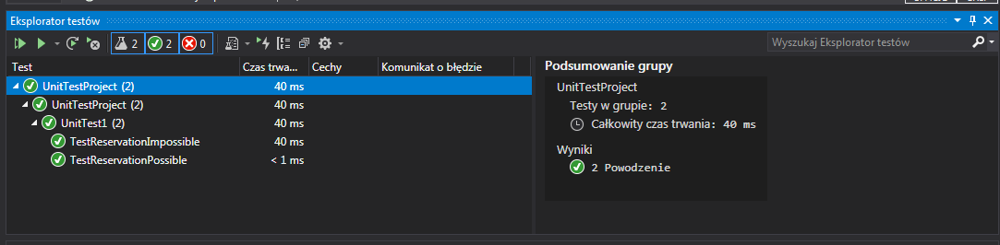 Eksplorator testów
2 2 0
Wyszukaj Eksplorator testów
Test Czas trwa... Cechy Komunikat o błędzie
UnitTestProject (2) 40 ms
UnitTestProject (2) 40 ms
UnitTest1 (2) 40 ms
TestReservationImpossible 40 ms
TestReservationPossible < 1 ms
Podsumowanie grupy
UnitTestProject
Testy w grupie: 2
Całkowity czas trwania: 40 ms
Wyniki
2 Powodzenie